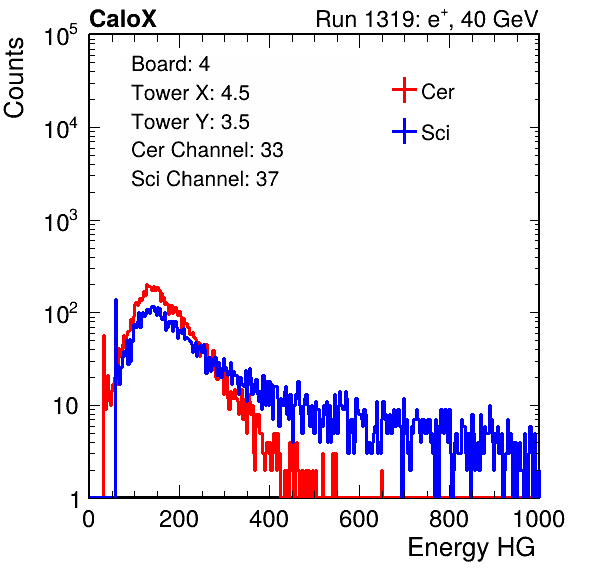 CaloX Run 1319: e⁺, 40 GeV
Counts
10⁵
10⁴
10³
10²
10
1
Board: 4
Tower X: 4.5
Tower Y: 3.5
Cer Channel: 33
Sci Channel: 37
Cer
Sci
0 200 400 600 800 1000
Energy HG